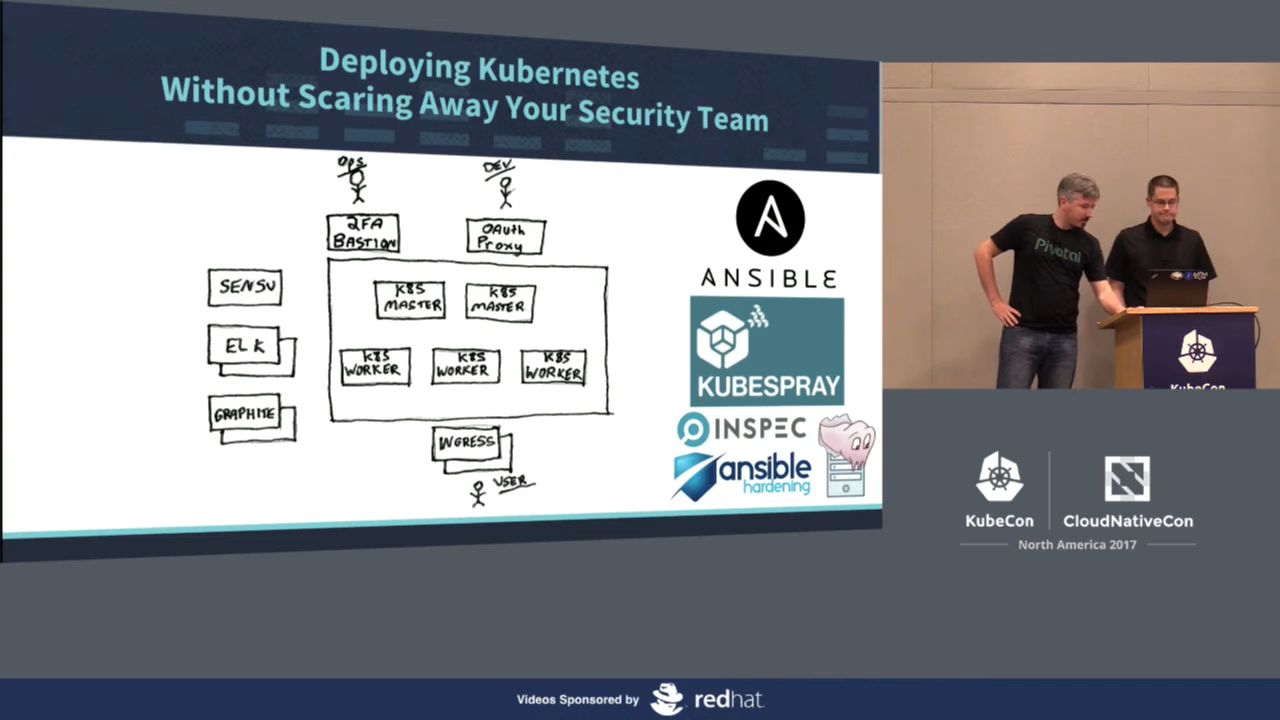 Deploying Kubernetes
Without Scaring Away Your Security Team
OPS
DEV
2FA
BASTION
OAuth
Proxy
SENSU
K8S
MASTER
K8S
MASTER
ELK
K8S
WORKER
K8S
WORKER
K8S
WORKER
GRAPHITE
INGRESS
USER
ANSIBLE
KUBESPRAY
INSPEC
ansible
hardening
Pivotal
KubeCon
KubeCon
CloudNativeCon
North America 2017
Videos Sponsored by
redhat